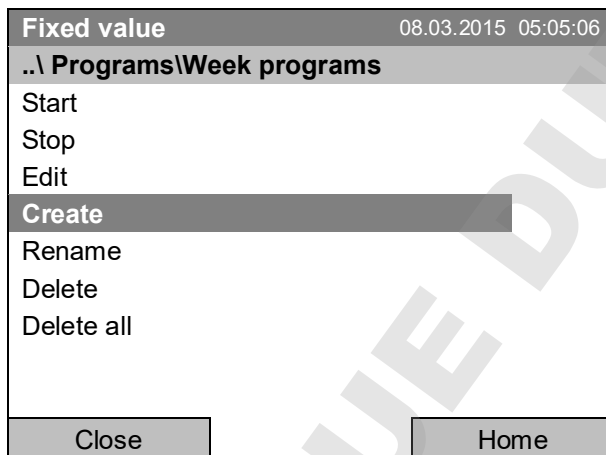 Fixed value 08.03.2015 05:05:06
..\ Programs\Week programs
Start
Stop
Edit
Create
Rename
Delete
Delete all
Close Home